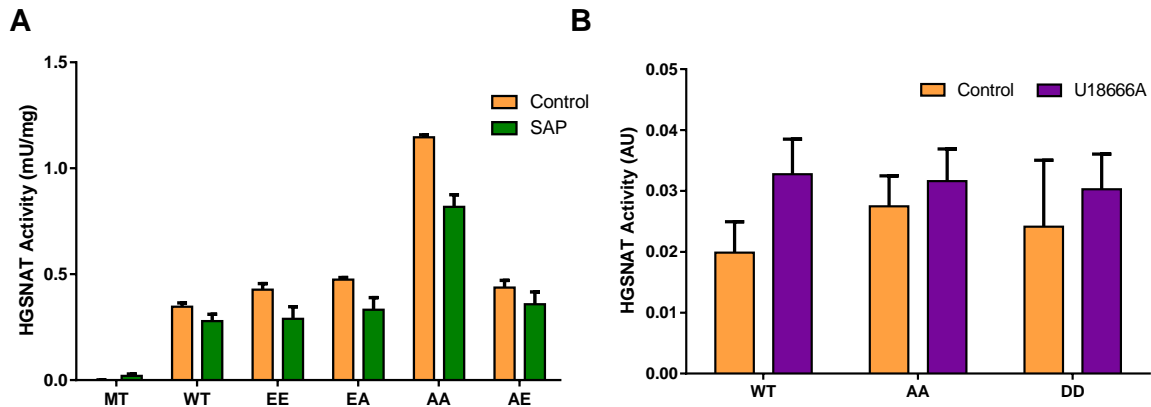 A
HGSNAT Activity (mU/mg)
1.5
1.0
0.5
0.0
Control
SAP
MT WT EE EA AA AE
B
HGSNAT Activity (AU)
0.05
0.04
0.03
0.02
0.01
0.00
Control U18666A
WT AA DD